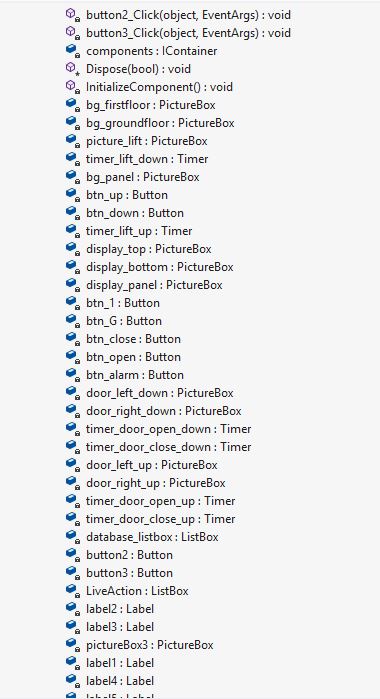 button2_Click(object, EventArgs) : void
button3_Click(object, EventArgs) : void
components : IContainer
Dispose(bool) : void
InitializeComponent() : void
bg_firstfloor : PictureBox
bg_groundfloor : PictureBox
picture_lift : PictureBox
timer_lift_down : Timer
bg_panel : PictureBox
btn_up : Button
btn_down : Button
timer_lift_up : Timer
display_top : PictureBox
display_bottom : PictureBox
display_panel : PictureBox
btn_1 : Button
btn_G : Button
btn_close : Button
btn_open : Button
btn_alarm : Button
door_left_down : PictureBox
door_right_down : PictureBox
timer_door_open_down : Timer
timer_door_close_down : Timer
door_left_up : PictureBox
door_right_up : PictureBox
timer_door_open_up : Timer
timer_door_close_up : Timer
database_listbox : ListBox
button2 : Button
button3 : Button
LiveAction : ListBox
label2 : Label
label3 : Label
pictureBox3 : PictureBox
label1 : Label
label4 : Label